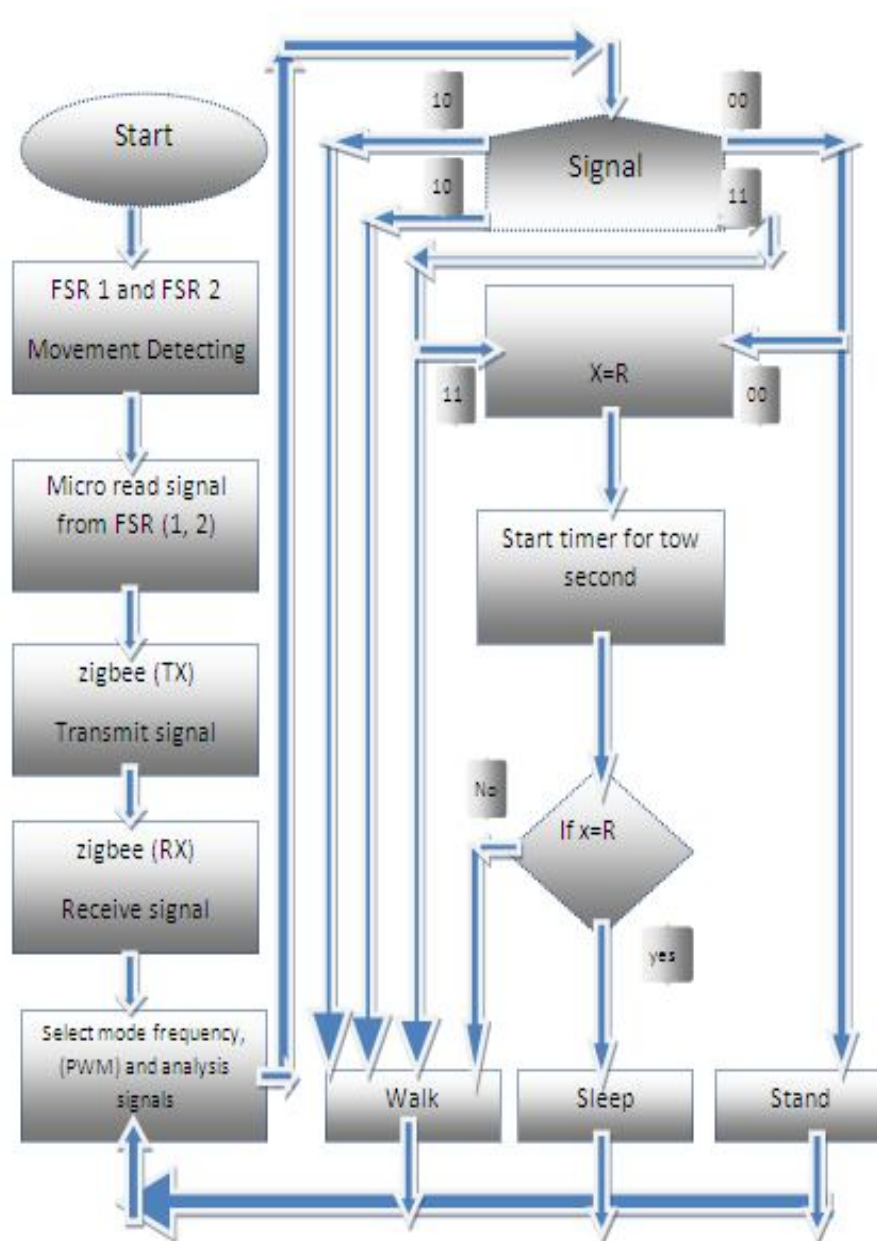 Start
FSR 1 and FSR 2
Movement Detecting
Micro read signal
from FSR (1, 2)
zigbee (TX)
Transmit signal
zigbee (RX)
Receive signal
Select mode frequency,
(PWM) and analysis
signals
10
00
Signal
10
11
X=R
11
00
Start timer for tow
second
No
If x=R
yes
Walk
Sleep
Stand